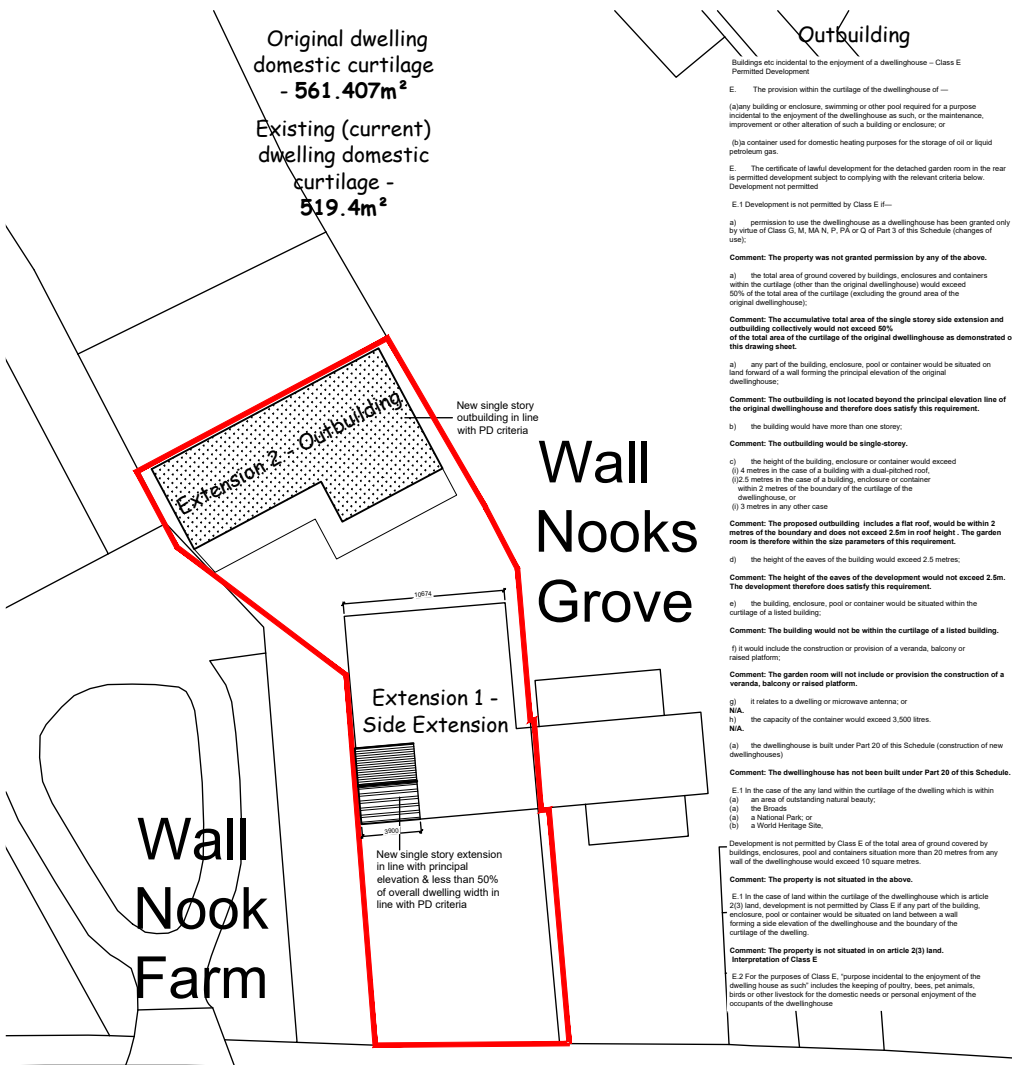 Original dwelling
domestic curtilage
- 561.407m²
Existing (current)
dwelling domestic
curtilage -
519.4m²
Extension 2 - Outbuilding
New single story
outbuilding in line
with PD criteria
Wall
Nooks
Grove
10674
Extension 1 -
Side Extension
3900
New single story extension
in line with principal
elevation & less than 50%
of overall dwelling width in
line with PD criteria
Wall
Nook
Farm
Outbuilding
Buildings etc incidental to the enjoyment of a dwellinghouse – Class E
Permitted Development
E. The provision within the curtilage of the dwellinghouse of —
(a)any building or enclosure, swimming or other pool required for a purpose
incidental to the enjoyment of the dwellinghouse as such, or the maintenance,
improvement or other alteration of such a building or enclosure; or
(b)a container used for domestic heating purposes for the storage of oil or liquid
petroleum gas.
E. The certificate of lawful development for the detached garden room in the rear
is permitted development subject to complying with the relevant criteria below.
Development not permitted
E.1 Development is not permitted by Class E if—
a) permission to use the dwellinghouse as a dwellinghouse has been granted only
by virtue of Class G, M, MA N, P, PA or Q of Part 3 of this Schedule (changes of
use);
Comment: The property was not granted permission by any of the above.
a) the total area of ground covered by buildings, enclosures and containers
within the curtilage (other than the original dwellinghouse) would exceed
50% of the total area of the curtilage (excluding the ground area of the
original dwellinghouse);
Comment: The accumulative total area of the single storey side extension and
outbuilding collectively would not exceed 50%
of the total area of the curtilage of the original dwellinghouse as demonstrated o
this drawing sheet.
a) any part of the building, enclosure, pool or container would be situated on
land forward of a wall forming the principal elevation of the original
dwellinghouse;
Comment: The outbuilding is not located beyond the principal elevation line of
the original dwellinghouse and therefore does satisfy this requirement.
b) the building would have more than one storey;
Comment: The outbuilding would be single-storey.
c) the height of the building, enclosure or container would exceed
(i) 4 metres in the case of a building with a dual-pitched roof,
(i)2.5 metres in the case of a building, enclosure or container
within 2 metres of the boundary of the curtilage of the
dwellinghouse, or
(i) 3 metres in any other case
Comment: The proposed outbuilding includes a flat roof, would be within 2
metres of the boundary and does not exceed 2.5m in roof height . The garden
room is therefore within the size parameters of this requirement.
d) the height of the eaves of the building would exceed 2.5 metres;
Comment: The height of the eaves of the development would not exceed 2.5m.
The development therefore does satisfy this requirement.
e) the building, enclosure, pool or container would be situated within the
curtilage of a listed building;
Comment: The building would not be within the curtilage of a listed building.
f) it would include the construction or provision of a veranda, balcony or
raised platform;
Comment: The garden room will not include or provision the construction of a
veranda, balcony or raised platform.
g) it relates to a dwelling or microwave antenna; or
N/A.
h) the capacity of the container would exceed 3,500 litres.
N/A.
(a) the dwellinghouse is built under Part 20 of this Schedule (construction of new
dwellinghouses)
Comment: The dwellinghouse has not been built under Part 20 of this Schedule.
E.1 In the case of the any land within the curtilage of the dwelling which is within
(a) an area of outstanding natural beauty;
(a) the Broads
(a) a National Park; or
(b) a World Heritage Site,
Development is not permitted by Class E of the total area of ground covered by
buildings, enclosures, pool and containers situation more than 20 metres from any
wall of the dwellinghouse would exceed 10 square metres.
Comment: The property is not situated in the above.
E.1 In the case of land within the curtilage of the dwellinghouse which is article
2(3) land, development is not permitted by Class E if any part of the building,
enclosure, pool or container would be situated on land between a wall
forming a side elevation of the dwellinghouse and the boundary of the
curtilage of the dwelling.
Comment: The property is not situated in on article 2(3) land.
Interpretation of Class E
E.2 For the purposes of Class E, "purpose incidental to the enjoyment of the
dwelling house as such" includes the keeping of poultry, bees, pet animals,
birds or other livestock for the domestic needs or personal enjoyment of the
occupants of the dwellinghouse